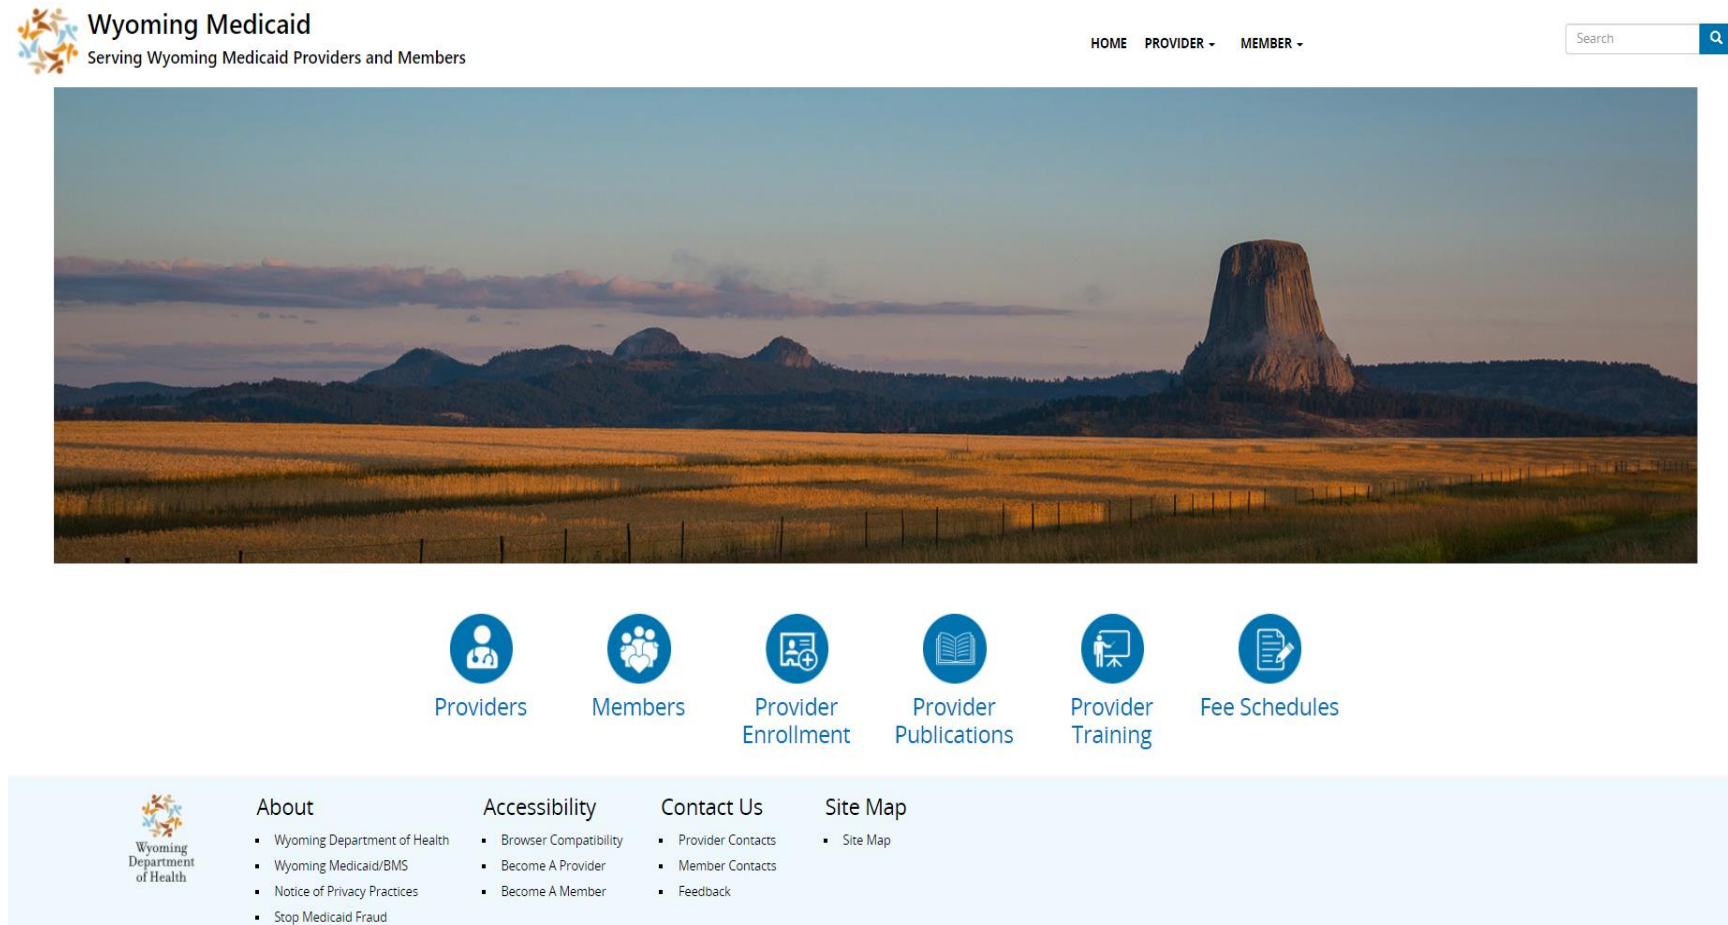 Wyoming Medicaid
Serving Wyoming Medicaid Providers and Members
HOME PROVIDER MEMBER
Search
Providers
Members
Provider
Enrollment
Provider
Publications
Provider
Training
Fee Schedules
Wyoming
Department
of Health
About
Wyoming Department of Health
Wyoming Medicaid/BMS
Notice of Privacy Practices
Stop Medicaid Fraud
Accessibility
Browser Compatibility
Become A Provider
Become A Member
Contact Us
Provider Contacts
Member Contacts
Feedback
Site Map
Site Map